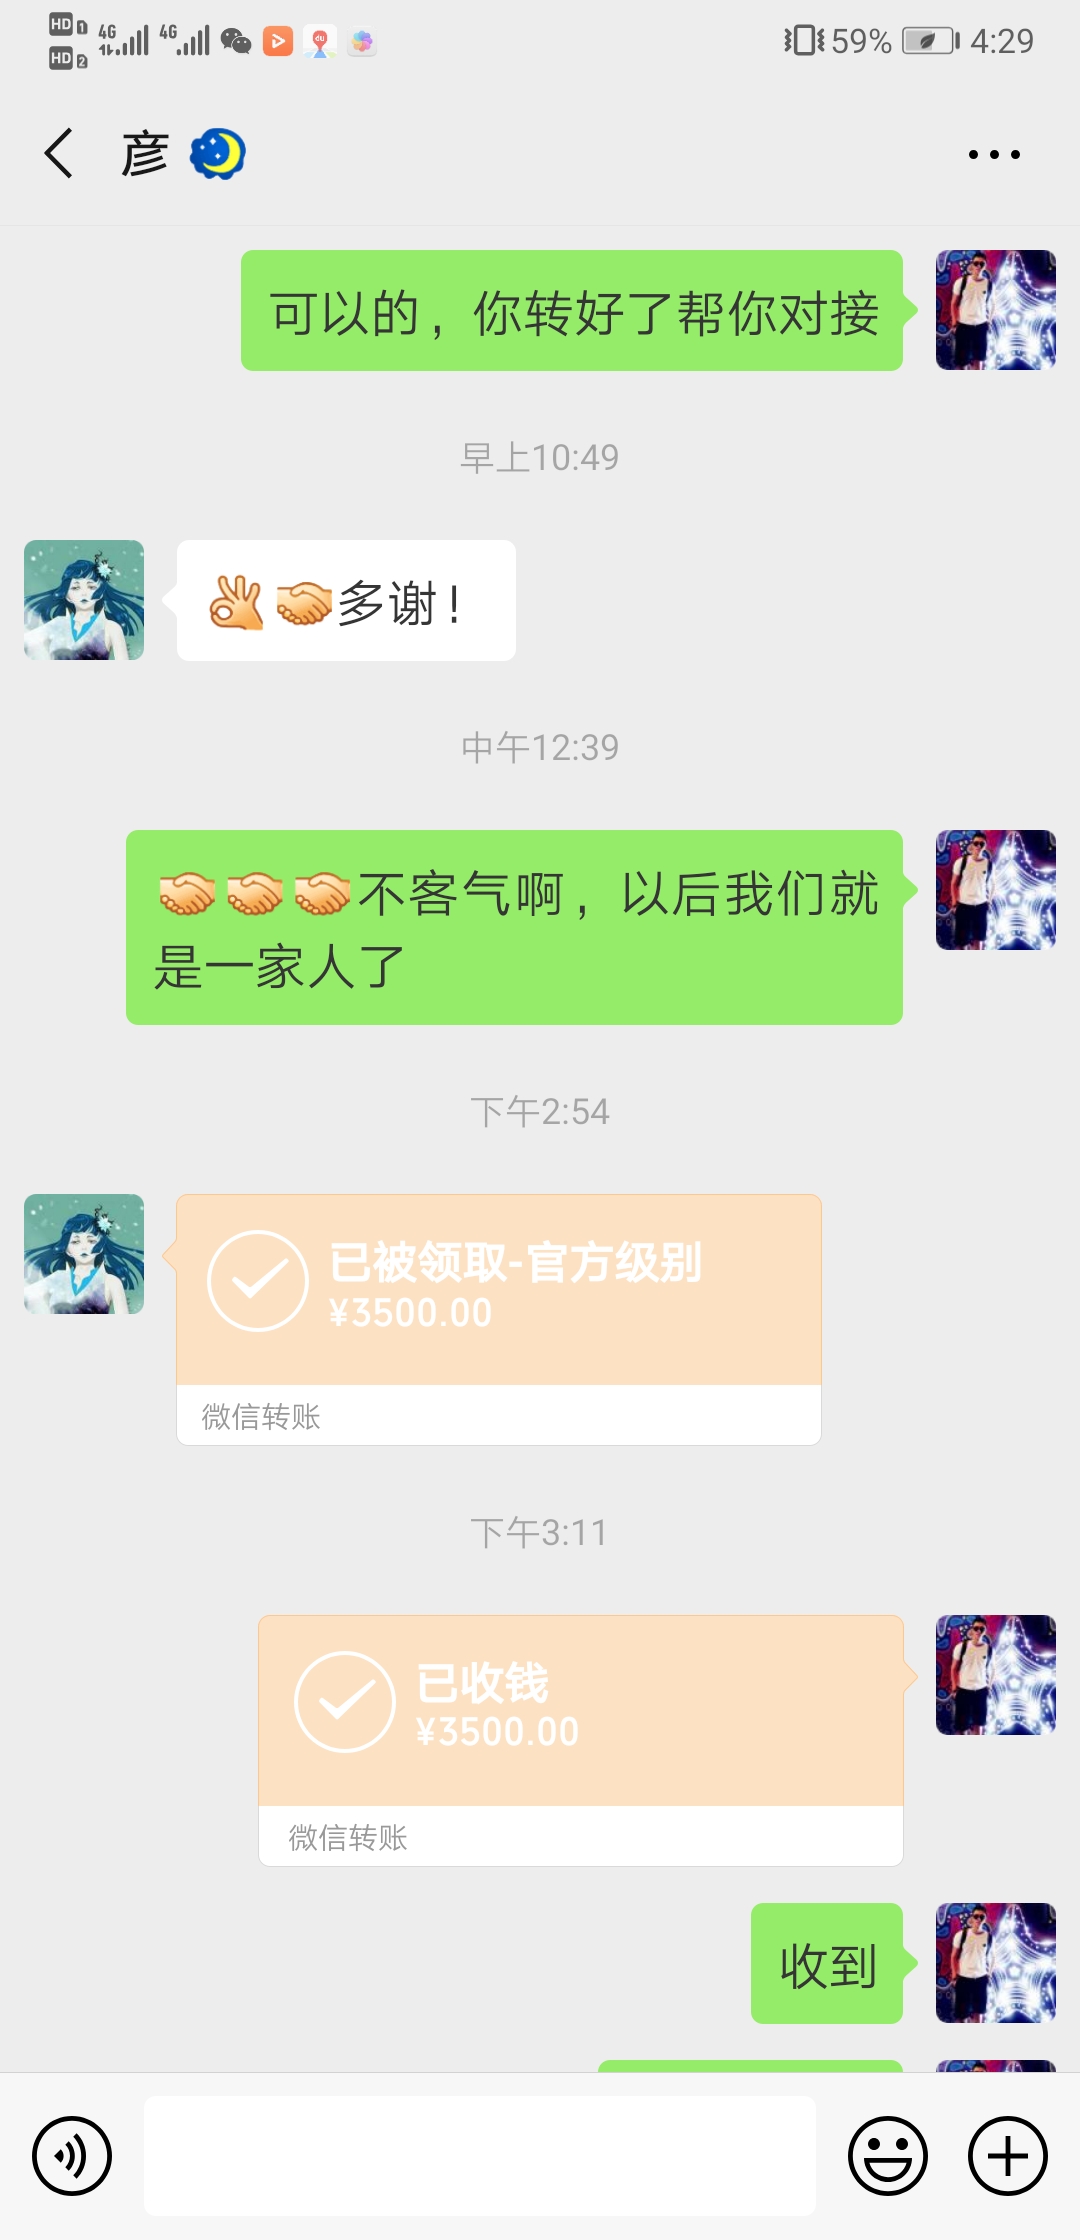 HD 1 4G 4G 59% 4:29
HD 2
彦
可以的，你转好了帮你对接
早上10:49
多谢！
中午12:39
不客气啊，以后我们就
是一家人了
下午2:54
已被领取-官方级别
¥3500.00
微信转账
下午3:11
已收钱
¥3500.00
微信转账
收到